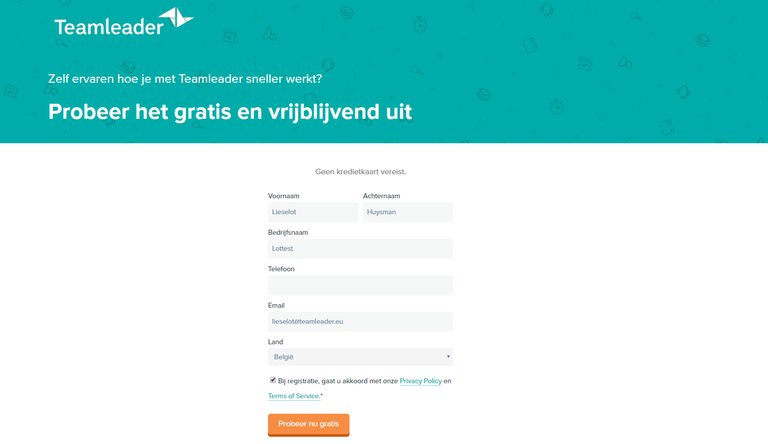 Teamleader
Zelf ervaren hoe je met Teamleader sneller werkt?
Probeer het gratis en vrijblijvend uit
Geen kredietkaart vereist.
Voornaam Achternaam
Lieselot Huysman
Bedrijfsnaam
Lottest
Telefoon
Email
lieselot@teamleader.eu
Land
België
Bij registratie, gaat u akkoord met onze Privacy Policy en
Terms of Service.*
Probeer nu gratis